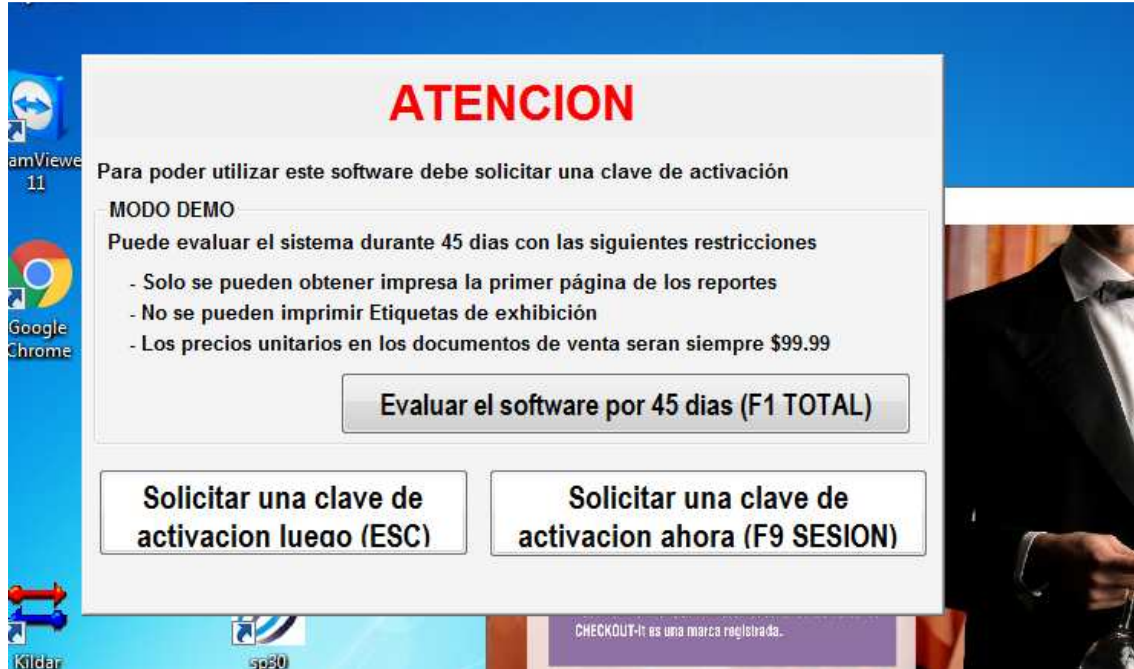 ATENCION
Para poder utilizar este software debe solicitar una clave de activación
MODO DEMO
Puede evaluar el sistema durante 45 dias con las siguientes restricciones
- Solo se pueden obtener impresa la primer página de los reportes
- No se pueden imprimir Etiquetas de exhibición
- Los precios unitarios en los documentos de venta seran siempre $99.99
Evaluar el software por 45 dias (F1 TOTAL)
Solicitar una clave de
activacion luego (ESC)
Solicitar una clave de
activacion ahora (F9 SESION)
amViewe
11
Google
Chrome
Kildar
sp30
CHECKOUT-It es una marca registrada.